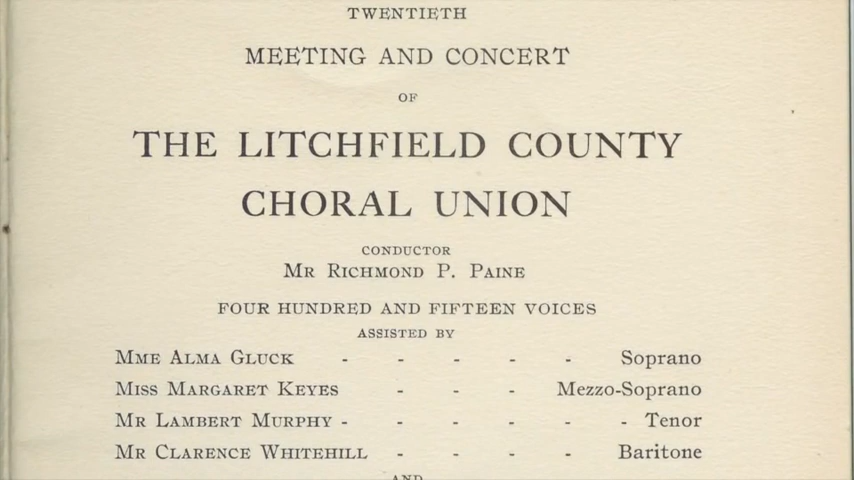 TWENTIETH
MEETING AND CONCERT
OF
THE LITCHFIELD COUNTY
CHORAL UNION
CONDUCTOR
MR RICHMOND P. PAINE
FOUR HUNDRED AND FIFTEEN VOICES
ASSISTED BY
MME ALMA GLUCK - - - - - Soprano
MISS MARGARET KEYES - - - Mezzo-Soprano
MR LAMBERT MURPHY - - - - - - Tenor
MR CLARENCE WHITEHILL - - - - Baritone
AND